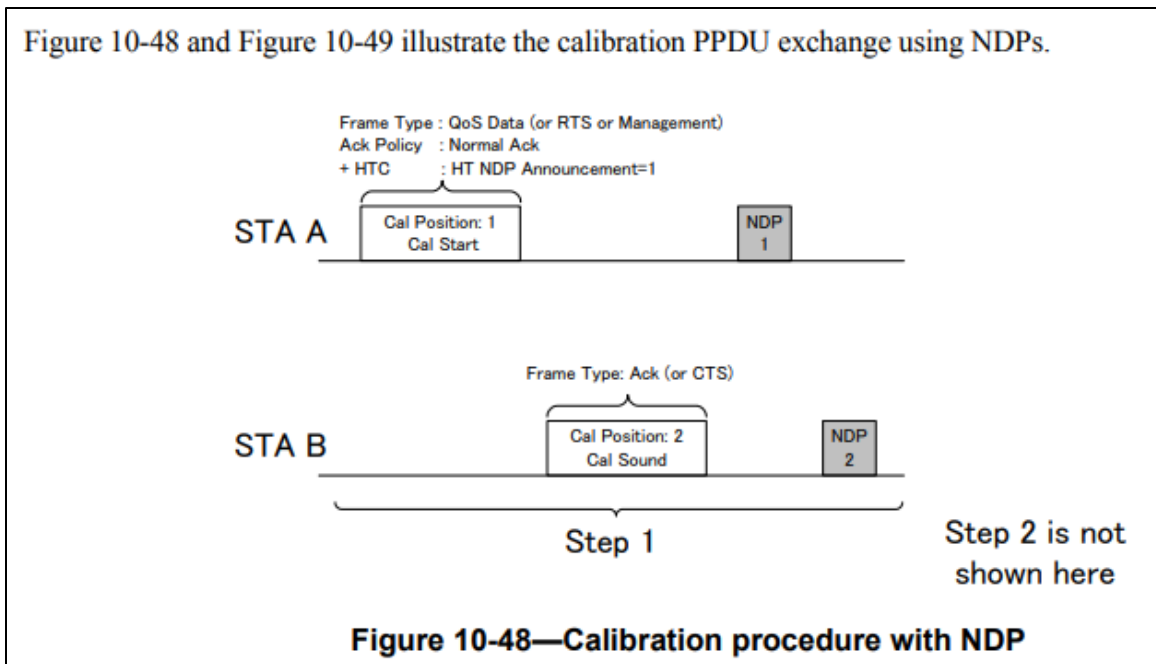 Figure 10-48 and Figure 10-49 illustrate the calibration PPDU exchange using NDPs.
Frame Type : QoS Data (or RTS or Management)
Ack Policy : Normal Ack
+ HTC : HT NDP Announcement=1
STA A
Cal Position: 1
Cal Start
NDP
1
Frame Type: Ack (or CTS)
STA B
Cal Position: 2
Cal Sound
NDP
2
Step 1
Step 2 is not
shown here
Figure 10-48—Calibration procedure with NDP